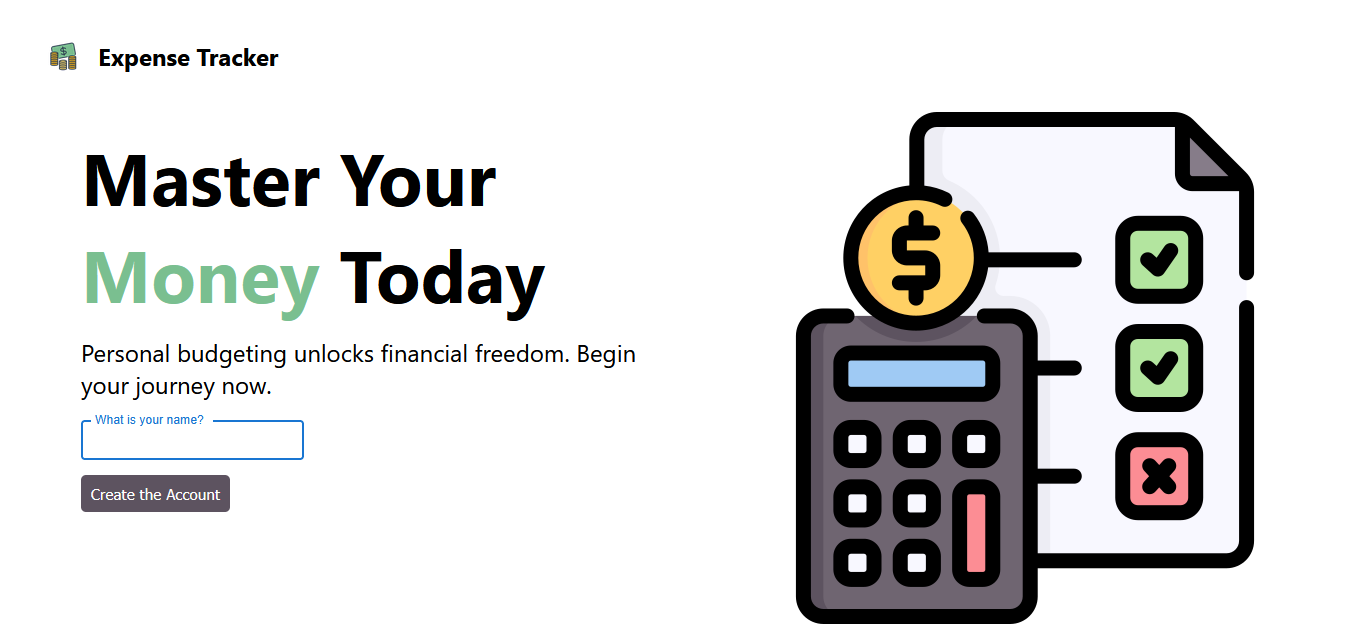 Expense Tracker
Master Your
Money Today
Personal budgeting unlocks financial freedom. Begin
your journey now.
What is your name?
Create the Account